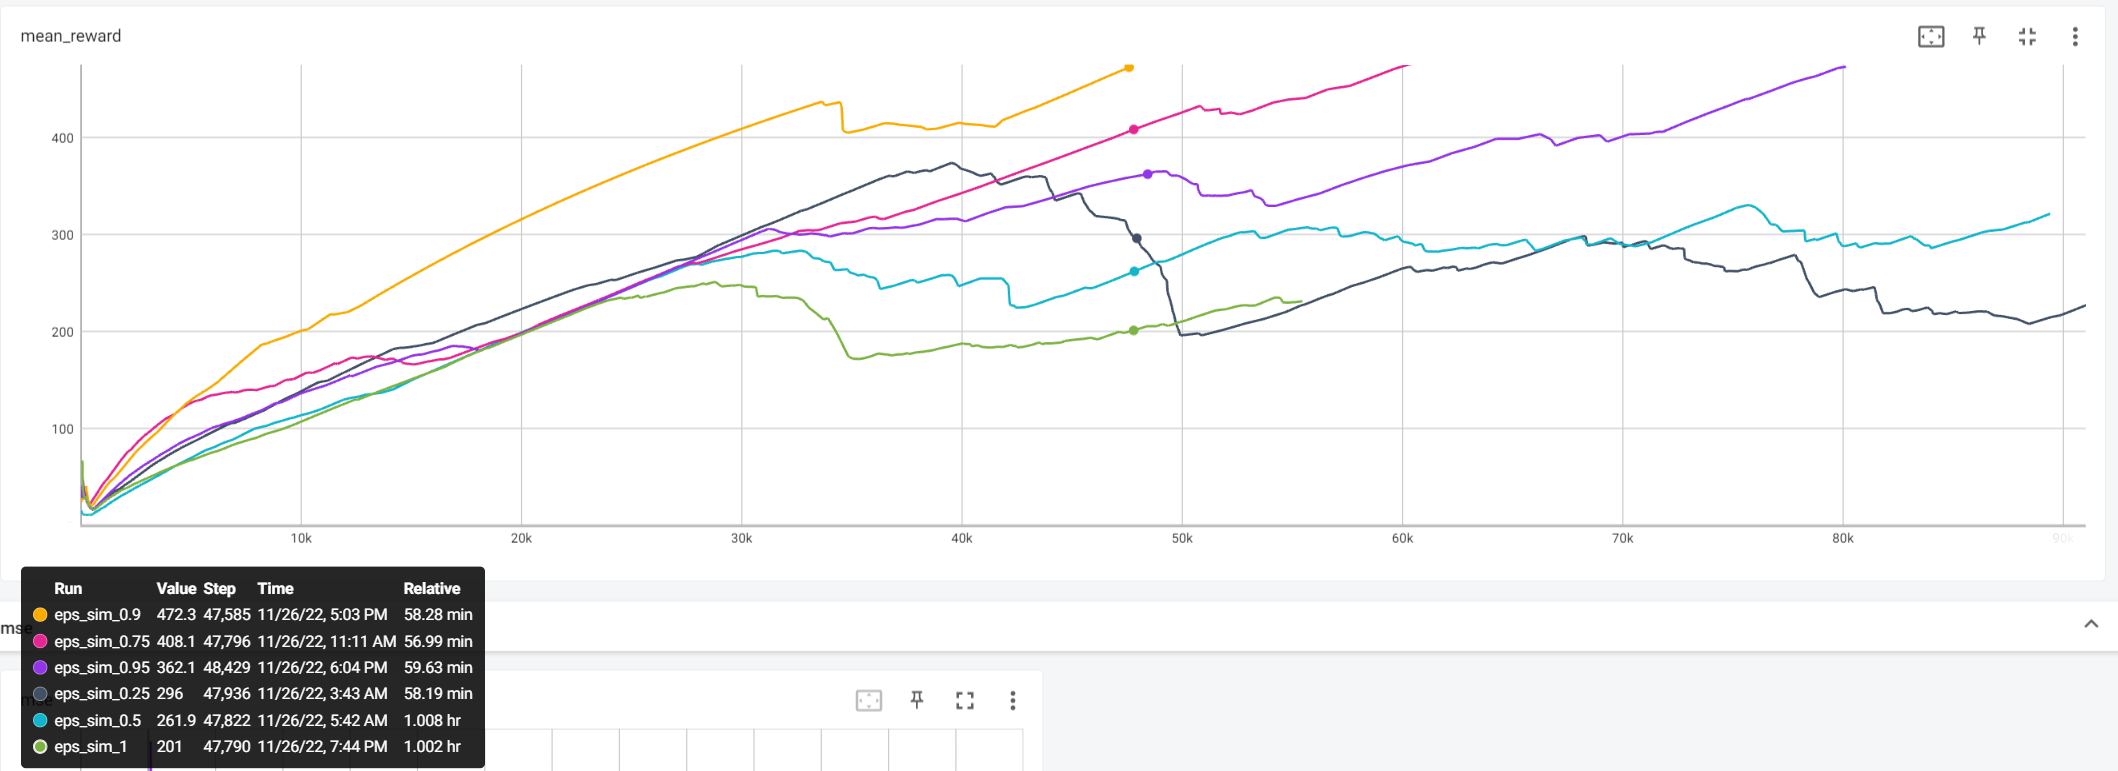 mean_reward
400
300
200
100
10k 20k 30k 40k 50k 60k 70k 80k 90k
Run Value Step Time Relative
eps_sim_0.9 472.3 47,585 11/26/22, 5:03 PM 58.28 min
mse
eps_sim_0.75 408.1 47,796 11/26/22, 11:11 AM 56.99 min
eps_sim_0.95 362.1 48,429 11/26/22, 6:04 PM 59.63 min
eps_sim_0.25 296 47,936 11/26/22, 3:43 AM 58.19 min
mse
eps_sim_0.5 261.9 47,822 11/26/22, 5:42 AM 1.008 hr
eps_sim_1 201 47,790 11/26/22, 7:44 PM 1.002 hr